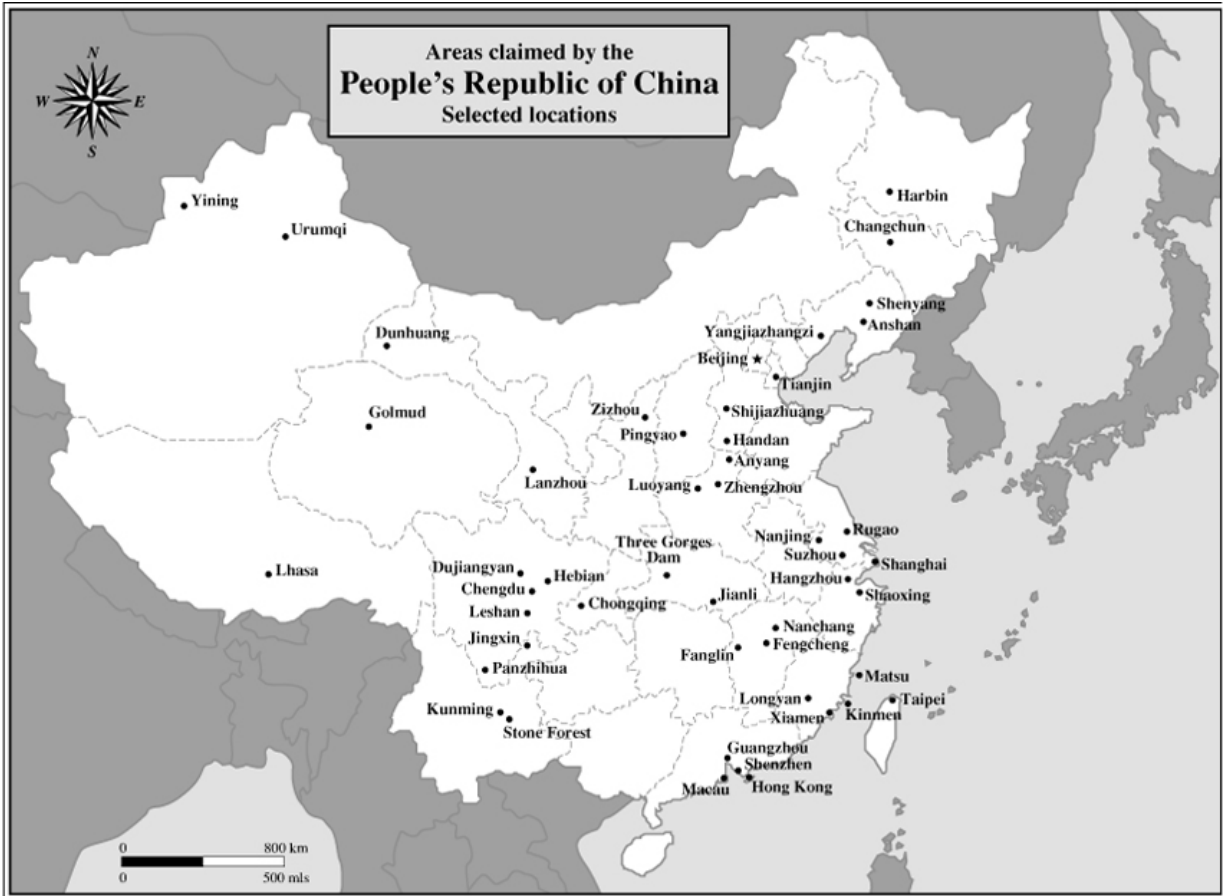 Areas claimed by the
People's Republic of China
Selected locations
N
W E
S
Yining
Urumqi
Harbin
Changchun
Shenyang
Anshan
Dunhuang
Yangjiazhangzi
Beijing
Tianjin
Golmud
Zizhou
Shijiazhuang
Pingyao
Handan
Anyang
Lanzhou
Luoyang
Zhengzhou
Rugao
Nanjing
Three Gorges
Dam
Suzhou
Shanghai
Lhasa
Dujiangyan
Hebian
Hangzhou
Chengdu
Chongqing
Jianli
Shaoxing
Leshan
Nanchang
Jingxin
Fengcheng
Fanglin
Panzhihua
Matsu
Longyan
Taipei
Kunming
Xiamen
Kinmen
Stone Forest
Guangzhou
Shenzhen
Macau
Hong Kong
0 800 km
0 500 mls